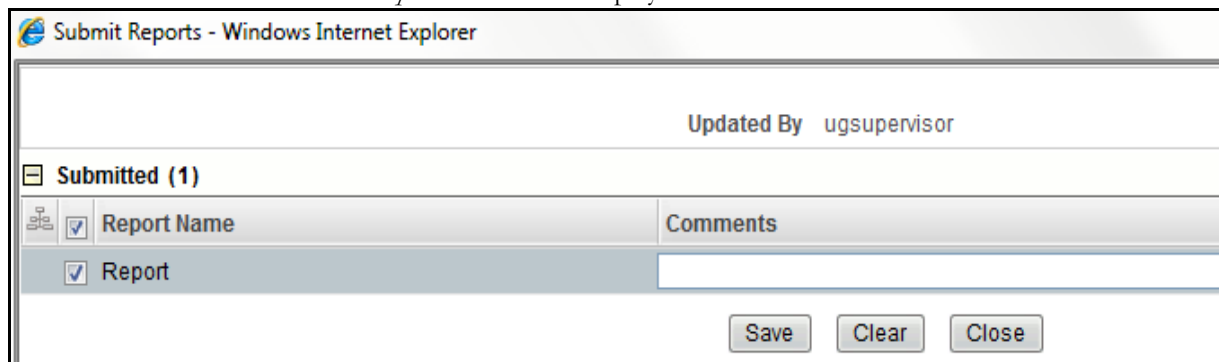 Submit Reports - Windows Internet Explorer
Updated By ugsupervisor
Submitted (1)
Report Name Comments
Report
Save Clear Close